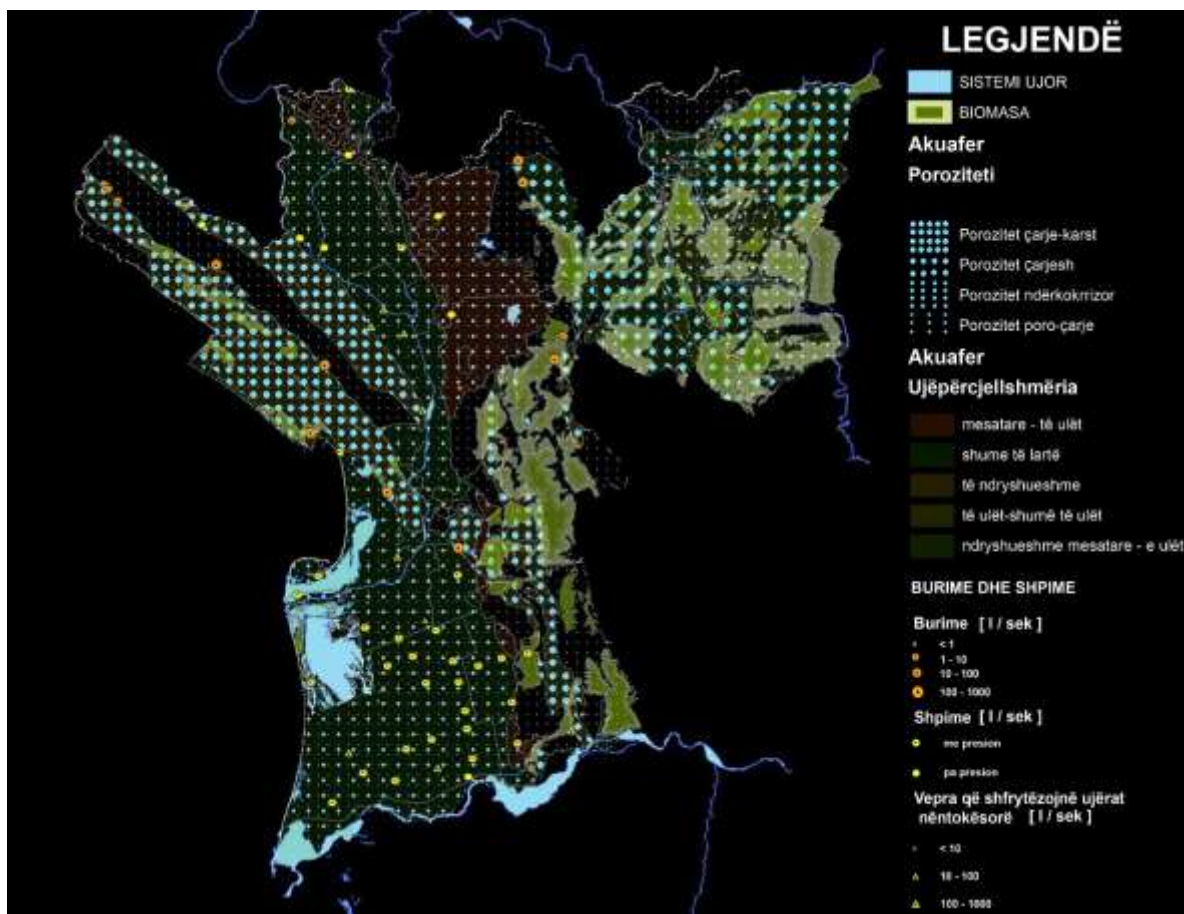 LEGJENDË
SISTEMI UJOR
BIOMASA
Akuafer
Poroziteti
Porozitet çarje-karst
Porozitet çarjesh
Porozitet ndërkokrrizor
Porozitet poro-çarje
Akuafer
Ujëpërcjellshmëria
mesatare - të ulët
shume të lartë
të ndryshueshme
të ulët-shumë të ulët
ndryshueshme mesatare - e ulët
BURIME DHE SHPIME
Burime [ l / sek ]
< 1
1 - 10
10 - 100
100 - 1000
Shpime [ l / sek ]
me presion
pa presion
Vepra që shfrytëzojnë ujërat
nëntokësorë [ l / sek ]
< 10
10 - 100
100 - 1000